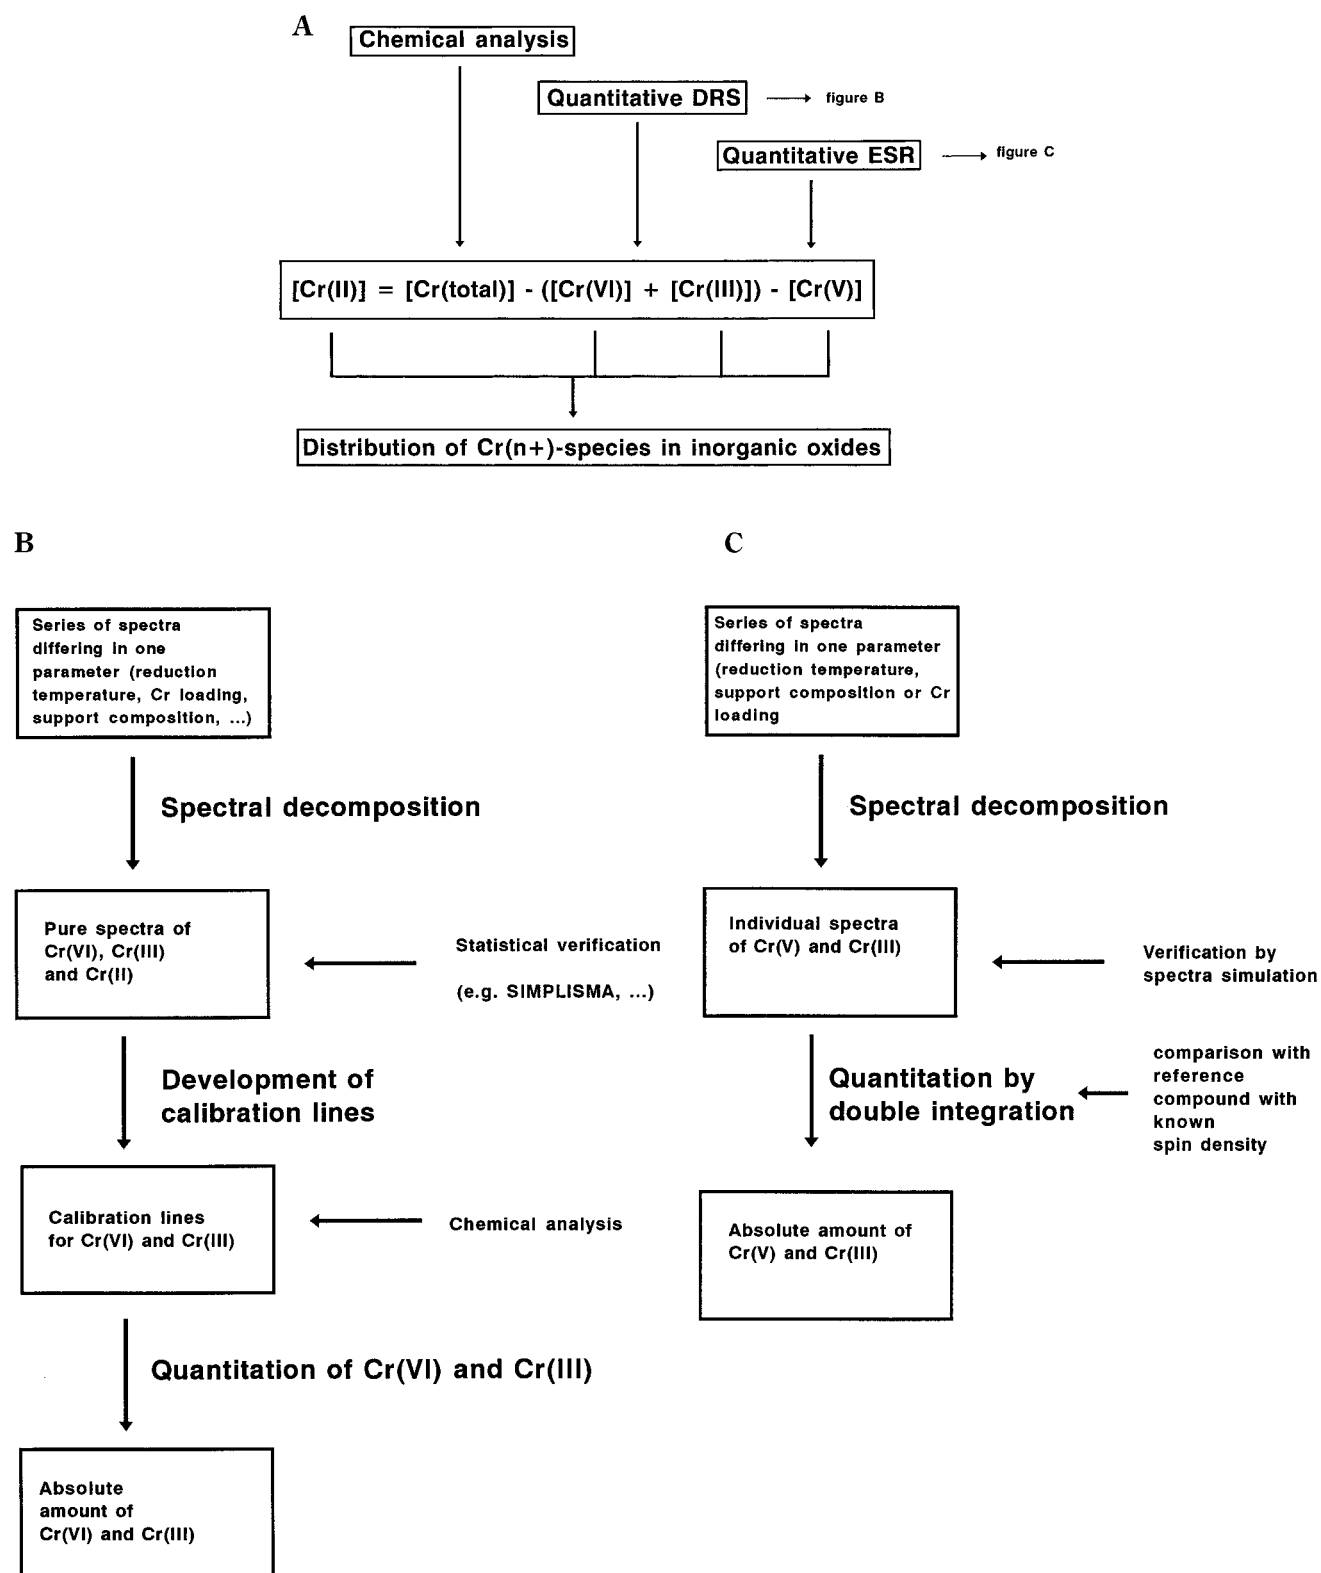 A
Chemical analysis
Quantitative DRS
figure B
Quantitative ESR
figure C
[Cr(II)] = [Cr(total)] - ([Cr(VI)] + [Cr(III)]) - [Cr(V)]
Distribution of Cr(n+)-species in inorganic oxides
B
Series of spectra
differing in one
parameter (reduction
temperature, Cr loading,
support composition, ...)
Spectral decomposition
Pure spectra of
Cr(VI), Cr(III)
and Cr(II)
Statistical verification
(e.g. SIMPLISMA, ...)
Development of
calibration lines
Calibration lines
for Cr(VI) and Cr(III)
Chemical analysis
Quantitation of Cr(VI) and Cr(III)
Absolute
amount of
Cr(VI) and Cr(III)
C
Series of spectra
differing in one parameter
(reduction temperature,
support composition or Cr
loading
Spectral decomposition
Individual spectra
of Cr(V) and Cr(III)
Verification by
spectra simulation
Quantitation by
double integration
comparison with
reference
compound with
known
spin density
Absolute amount of
Cr(V) and Cr(III)